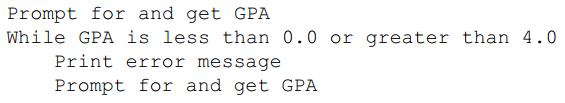 Prompt for and get GPA
While GPA is less than 0.0 or greater than 4.0
    Print error message
    Prompt for and get GPA